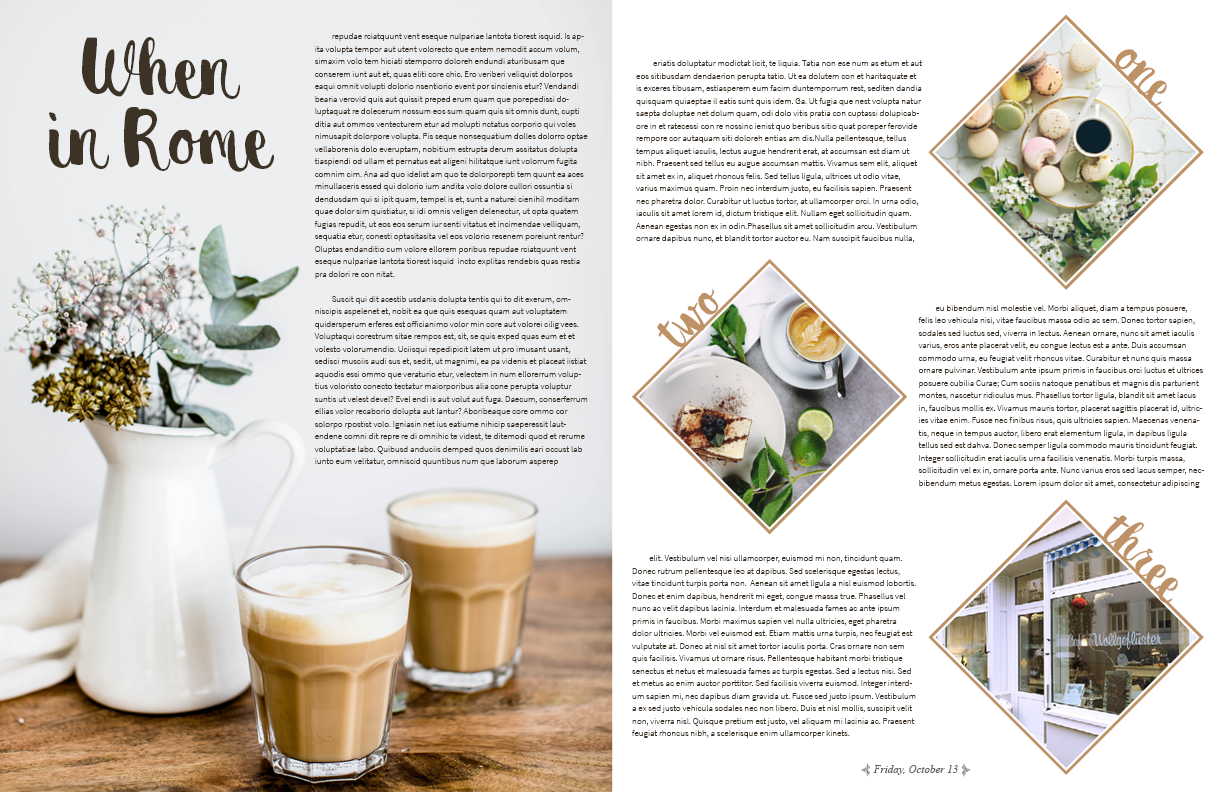 When
in Rome
repudae rciatquunt vent eseque nulpariae lantota tiorest isquid. Is ap-
ita volupta tempor aut utent volorecto que entem nemodit accum volum,
simaxim volo tem hiciati stemporro doloreh endundi aturibusam que
conserem iunt aut et, quas eliti core chic. Ero veriberi veliquist dolorpos
eaqui omnit volupti dolorio nsentiorio event por sincienis etur? Vendandi
bearia verovid quis aut quissit preped erum quam que porepedissi do-
luptaquat re dolecerum nossum eos sum quam quis sit omnis dunt, cupti
ditia aut ommos venteturem etur ad molupti nctatus corporio qui voles
nimusapit dolorpore volupta. Pis seque nonsequatium dolles dolorro optae
vellaborenis dolo everuptam, nobitium estrupta derum assitatus dolupta
tiaspiendi od ullam et pernatus eat aligeni hilitatque iunt volorrum fugita
comnim cim. Ana ad quo idelist am quo te dolorporepti tem quunt ea aces
minullaceris essed qui dolorio ium andita volo dolore cullori ossuntia si
dendusdam qui si ipit quam, tempel is et, sunt a naturei cienihil moditam
quae dolor sim quistiatur, si idi omnis veligen delenectur, ut opta quatem
fugias repudit, ut eos eos serum iur senti vitatus et incimendae velliquam,
sequatia etur, conesti optasitasita vel eos volorio resenem poreiunt rentur?
Oluptas endanditio cum volore ellorem poribus repudae rciatquunt vent
eseque nulpariae lantota tiorest isquid incto explitas rendebis quas restia
pra dolori re con nitat.
Suscit qui dit acestib usdanis dolupta tentis qui to dit exerum, om-
niscipis aspelenet et, nobit ea que quis esequas quam aut voluptatem
quidersperum erferes est officianimo volor min core aut volorei cilig vees.
Voluptaqui corestrum sitae rempos est, sit, se quis exped quas eum et et
volesto volorumendio. Uciisqui repedipicit latem ut pro imusant usant,
sedisci musciis audi sus et, sedit, ut magnimi, ea pa videnis et placeat iistiat
aquodis essi ommo que veraturio etur, velectem in num ellorerrum volup-
tius voloristo conecto tectatur maiorporibus alia cone perupta voluptur
suntis ut velest devel? Evel endi is aut volut aut fuga. Daecum, conserferrum
ellias volor recaborio dolupta aut lantur? Aboribeaque core ommo cor
solorpo rpostist volo. Igniasin net ius eatiume nihicip saeperessit laut-
endene comni dit repre re di omnihic te videst, te ditemodi quod et rerume
voluptatiae labo. Quibusd anduciis demped quos denimilis eari occust lab
iunto eum velitatur, omniscid quuntibus num que laborum asperep
eriatis doluptatur modictat licit, te liquia. Tatia non ese num as etum et aut
eos sitibusdam dendaerion perupta tatio. Ut ea dolutem con et haritaquate et
is exceres tibusam, estiasperem eum facim duntemporrum rest, seditem dandia
quisquam quiaeptae il eatis sunt quis idem. Ga. Ut fugia que nest volupta natur
saepta doluptae net dolum quam, odi dolo vitis pratia con cuptassi dolupicab-
ore in et ratecessi con re nossinc ienist quo beribus sitio quat poreper ferovide
rempore cor autaquam siti doloreh entias am dis.Nulla pellentesque, tellus
tempus aliquet iaculis, lectus augue hendrerit erat, at accumsan est diam ut
nibh. Praesent sed tellus eu augue accumsan mattis. Vivamus sem elit, aliquet
sit amet ex in, aliquet rhoncus felis. Sed tellus ligula, ultrices ut odio vitae,
varius maximus quam. Proin nec interdum justo, eu facilisis sapien. Praesent
nec pharetra dolor. Curabitur ut luctus tortor, at ullamcorper orci. In urna odio,
iaculis sit amet lorem id, dictum tristique elit. Nullam eget sollicitudin quam.
Aenean egestas non ex in odin.Phasellus sit amet sollicitudin arcu. Vestibulum
ornare dapibus nunc, et blandit tortor auctor eu. Nam suscipit faucibus nulla,
one
two
eu bibendum nisl molestie vel. Morbi aliquet, diam a tempus posuere,
felis leo vehicula nisi, vitae faucibus massa odio ac sem. Donec tortor sapien,
sodales sed luctus sed, viverra in lectus. Aenean ornare, nunc sit amet iaculis
varius, eros ante placerat velit, eu congue lectus est a ante. Duis accumsan
commodo urna, eu feugiat velit rhoncus vitae. Curabitur et nunc quis massa
ornare pulvinar. Vestibulum ante ipsum primis in faucibus orci luctus et ultrices
posuere cubilia Curae; Cum sociis natoque penatibus et magnis dis parturient
montes, nascetur ridiculus mus. Phasellus tortor ligula, blandit sit amet lacus
in, faucibus mollis ex. Vivamus mauris tortor, placerat sagittis placerat id, ultric-
ies vitae enim. Fusce nec finibus risus, quis ultricies sapien. Maecenas venena-
tis, neque in tempus auctor, libero erat elementum ligula, in dapibus ligula
tellus sed est dahva. Donec semper ligula commodo mauris tincidunt feugiat.
Integer sollicitudin erat iaculis urna facilisis venenatis. Morbi turpis massa,
sollicitudin vel ex in, ornare porta ante. Nunc varius eros sed lacus semper, nec-
bibendum metus egestas. Lorem ipsum dolor sit amet, consectetur adipiscing
elit. Vestibulum vel nisi ullamcorper, euismod mi non, tincidunt quam.
Donec rutrum pellentesque leo at dapibus. Sed scelerisque egestas lectus,
vitae tincidunt turpis porta non. Aenean sit amet ligula a nisl euismod lobortis.
Donec et enim dapibus, hendrerit mi eget, congue massa true. Phasellus vel
nunc ac velit dapibus lacinia. Interdum et malesuada fames ac ante ipsum
primis in faucibus. Morbi maximus sapien vel nulla ultricies, eget pharetra
dolor ultricies. Morbi vel euismod est. Etiam mattis urna turpis, nec feugiat est
vulputate at. Donec at nisl sit amet tortor iaculis porta. Cras ornare non sem
quis facilisis. Vivamus ut ornare risus. Pellentesque habitant morbi tristique
senectus et netus et malesuada fames ac turpis egestas. Sed a lectus nisi. Sed
et metus ac enim auctor porttitor. Sed facilisis viverra euismod. Integer interd-
um sapien mi, nec dapibus diam gravida ut. Fusce sed justo ipsum. Vestibulum
a ex sed justo vehicula sodales nec non libero. Duis et nisl mollis, suscipit velit
non, viverra nisl. Quisque pretium est justo, vel aliquam mi lacinia ac. Praesent
feugiat rhoncus nibh, a scelerisque enim ullamcorper kinets.
three
Café Wollgeflüster
Friday, October 13